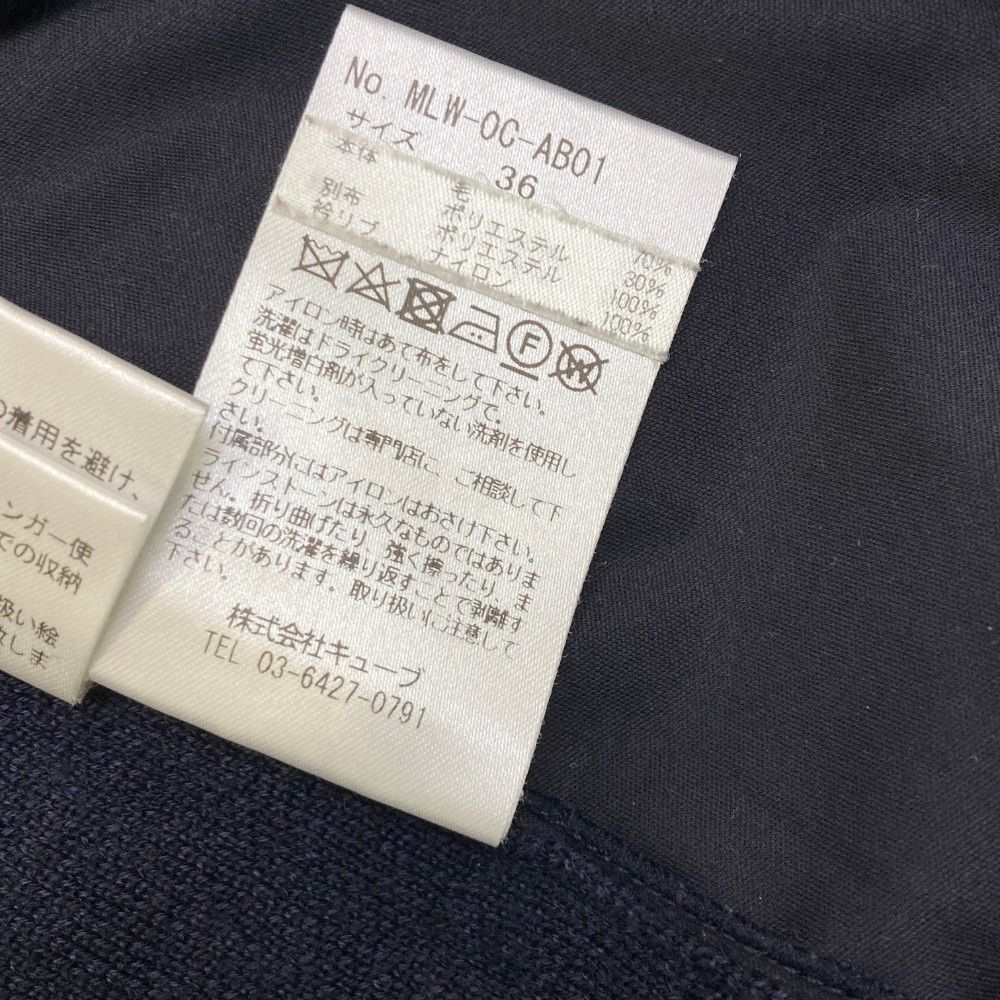 No. MLW-OC-AB01
サイズ 36
本体 毛 70%
ポリエステル 30%
別布 ポリエステル 100%
衿リブ ナイロン 100%
F
W
アイロン時はあて布をして下さい。
洗濯はドライクリーニングで。
蛍光増白剤が入っていない洗剤を使用し
て下さい。
クリーニングは専門店に、ご相談して下
さい。
付属部分にはアイロンはおさけ下さい。
ラインストーンは永久なものではありま
せん。折り曲げたり、強く擦ったり、ま
たは数回の洗濯を繰り返すことで剥離す
ることがあります。取り扱いに注意して
下さい。
株式会社キューブ
TEL 03-6427-0791
の着用を避け、
ンガー使
での収納
扱い絵
しま